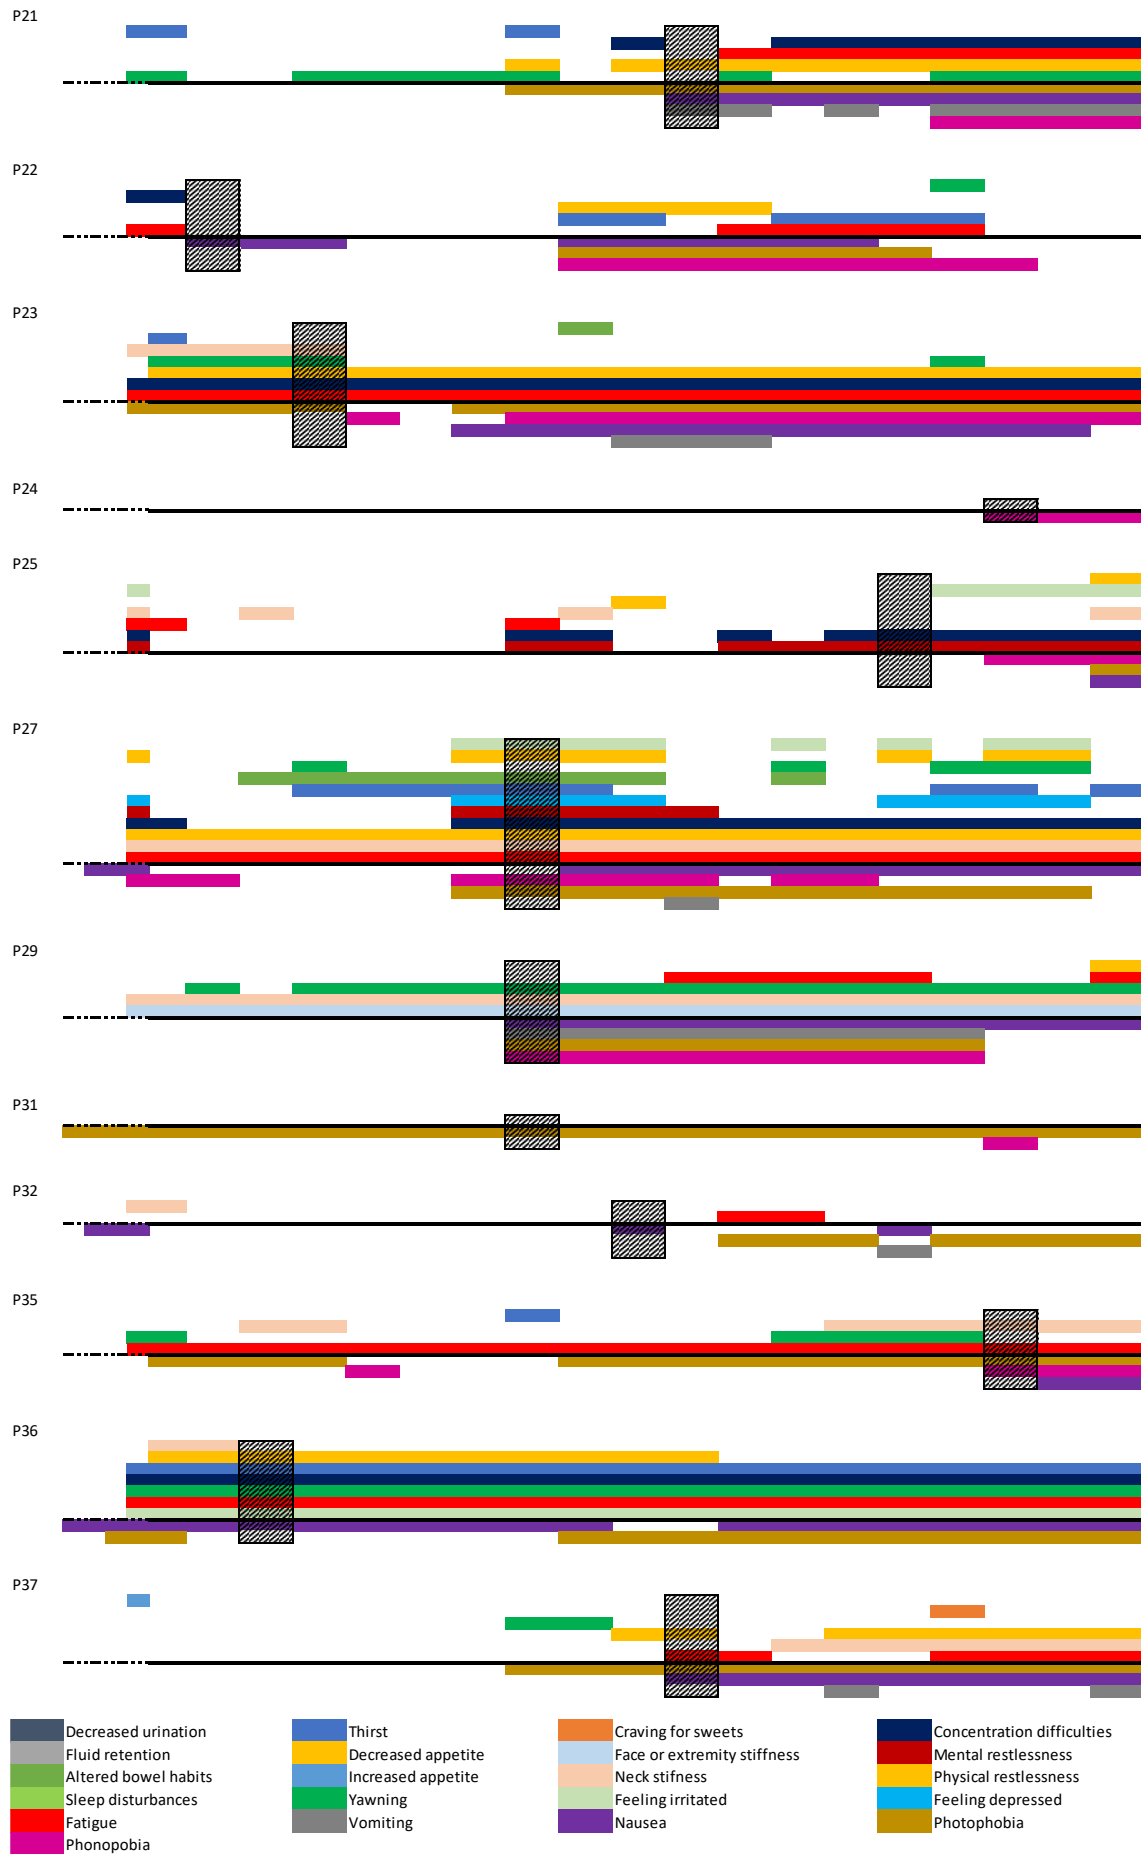 P21
P22
P23
P24
P25
P27
P29
P31
P32
P35
P36
P37
Decreased urination Thirst Craving for sweets Concentration difficulties
Fluid retention Decreased appetite Face or extremity stiffness Mental restlessness
Altered bowel habits Increased appetite Neck stifness Physical restlessness
Sleep disturbances Yawning Feeling irritated Feeling depressed
Fatigue Vomiting Nausea Photophobia
Phonopobia